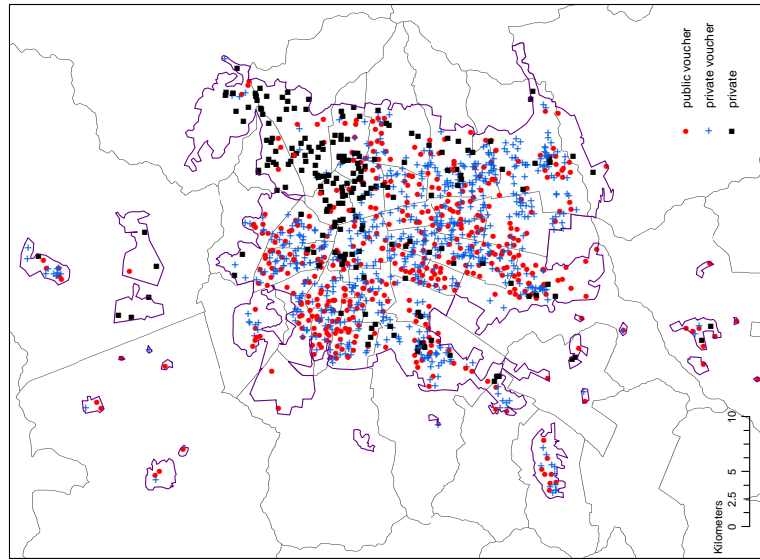 public voucher
private voucher
private
Kilometers
0 2.5 5 10